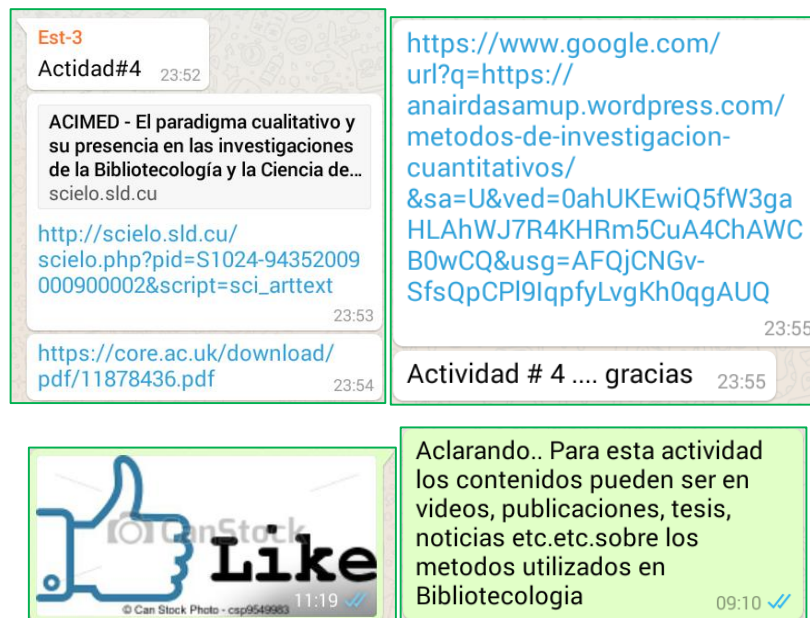 Est-3
Actidad#4 23:52
ACIMED - El paradigma cualitativo y
su presencia en las investigaciones
de la Bibliotecología y la Ciencia de...
scielo.sld.cu
http://scielo.sld.cu/
scielo.php?pid=S1024-94352009
000900002&script=sci_arttext
23:53
https://core.ac.uk/download/
pdf/11878436.pdf 23:54
https://www.google.com/
url?q=https://
anairdasamup.wordpress.com/
metodos-de-investigacion-
cuantitativos/
&sa=U&ved=0ahUKEwiQ5fW3ga
HLAhWJ7R4KHRm5CuA4ChAWC
B0wCQ&usg=AFQjCNGv-
SfsQpCPl9IqpfyLvgKh0qgAUQ
23:55
Actividad # 4 .... gracias 23:55
CanStock
Like
11:19
© Can Stock Photo - csp9549983
Aclarando.. Para esta actividad
los contenidos pueden ser en
videos, publicaciones, tesis,
noticias etc.etc.sobre los
metodos utilizados en
Bibliotecologia 09:10